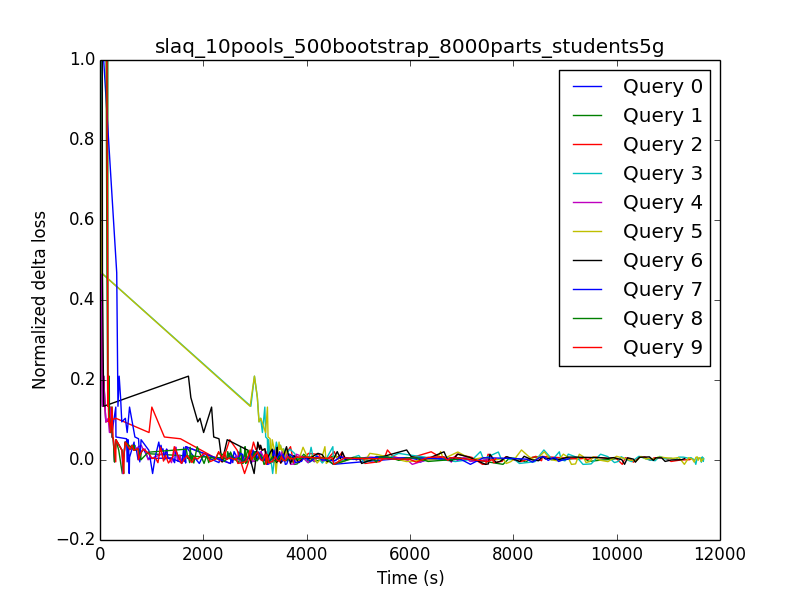 slaq_10pools_500bootstrap_8000parts_students5g
1.0
0.8
0.6
0.4
0.2
0.0
−0.2
Normalized delta loss
Query 0
Query 1
Query 2
Query 3
Query 4
Query 5
Query 6
Query 7
Query 8
Query 9
0 2000 4000 6000 8000 10000 12000
Time (s)